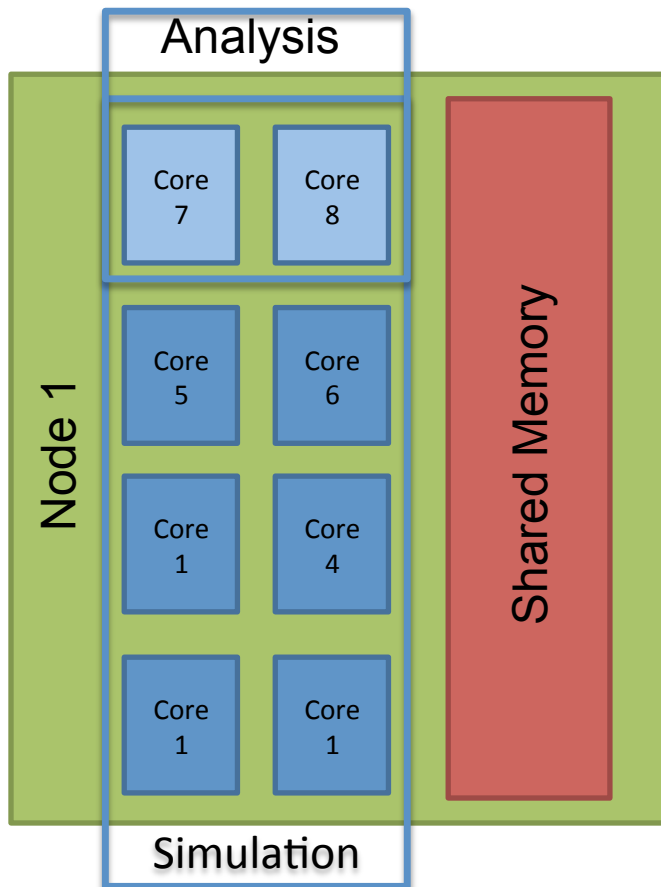 Analysis
Core
7
Core
8
Core
5
Core
6
Core
1
Core
4
Core
1
Core
1
Node 1
Shared Memory
Simulation